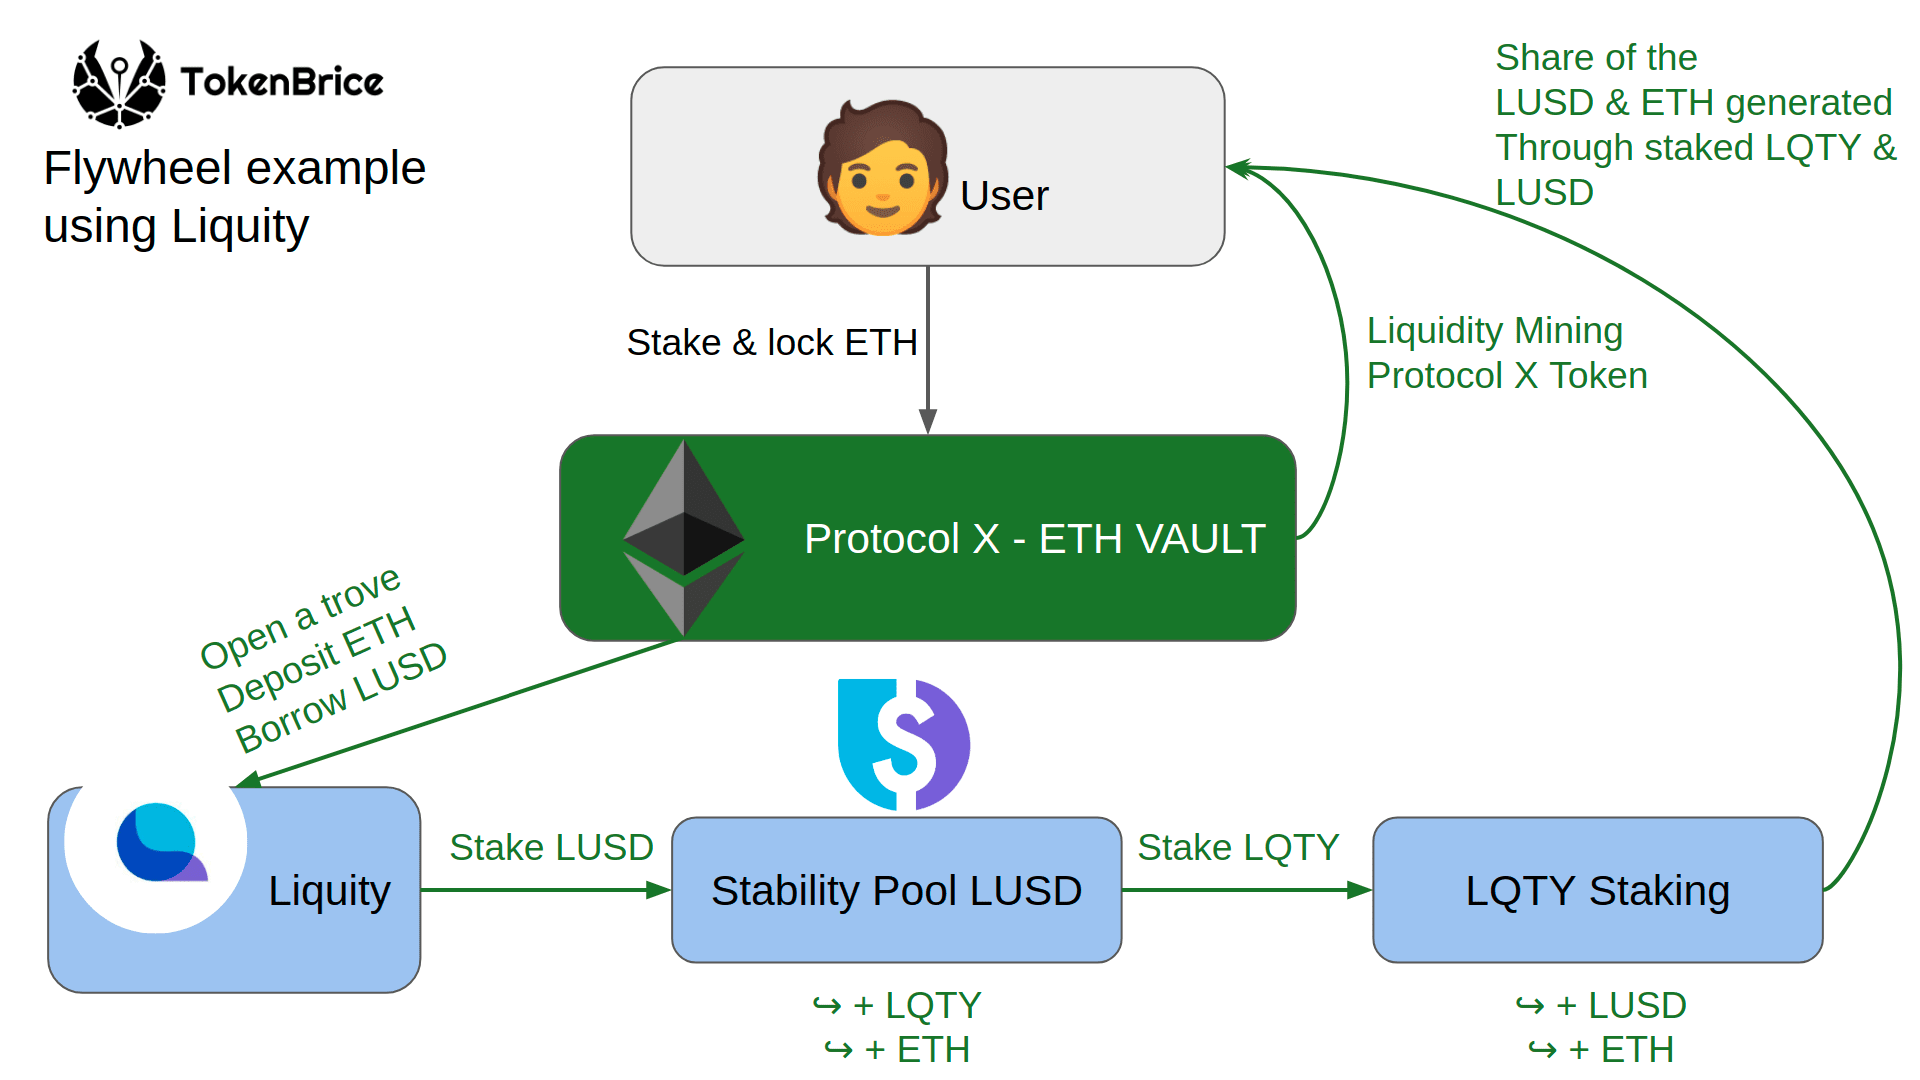 TokenBrice
Flywheel example
using Liquity
User
Share of the
LUSD & ETH generated
Through staked LQTY &
LUSD
Stake & lock ETH
Liquidity Mining
Protocol X Token
Protocol X - ETH VAULT
Open a trove
Deposit ETH
Borrow LUSD
Liquity
Stake LUSD
Stability Pool LUSD
Stake LQTY
LQTY Staking
↪ + LQTY
↪ + ETH
↪ + LUSD
↪ + ETH